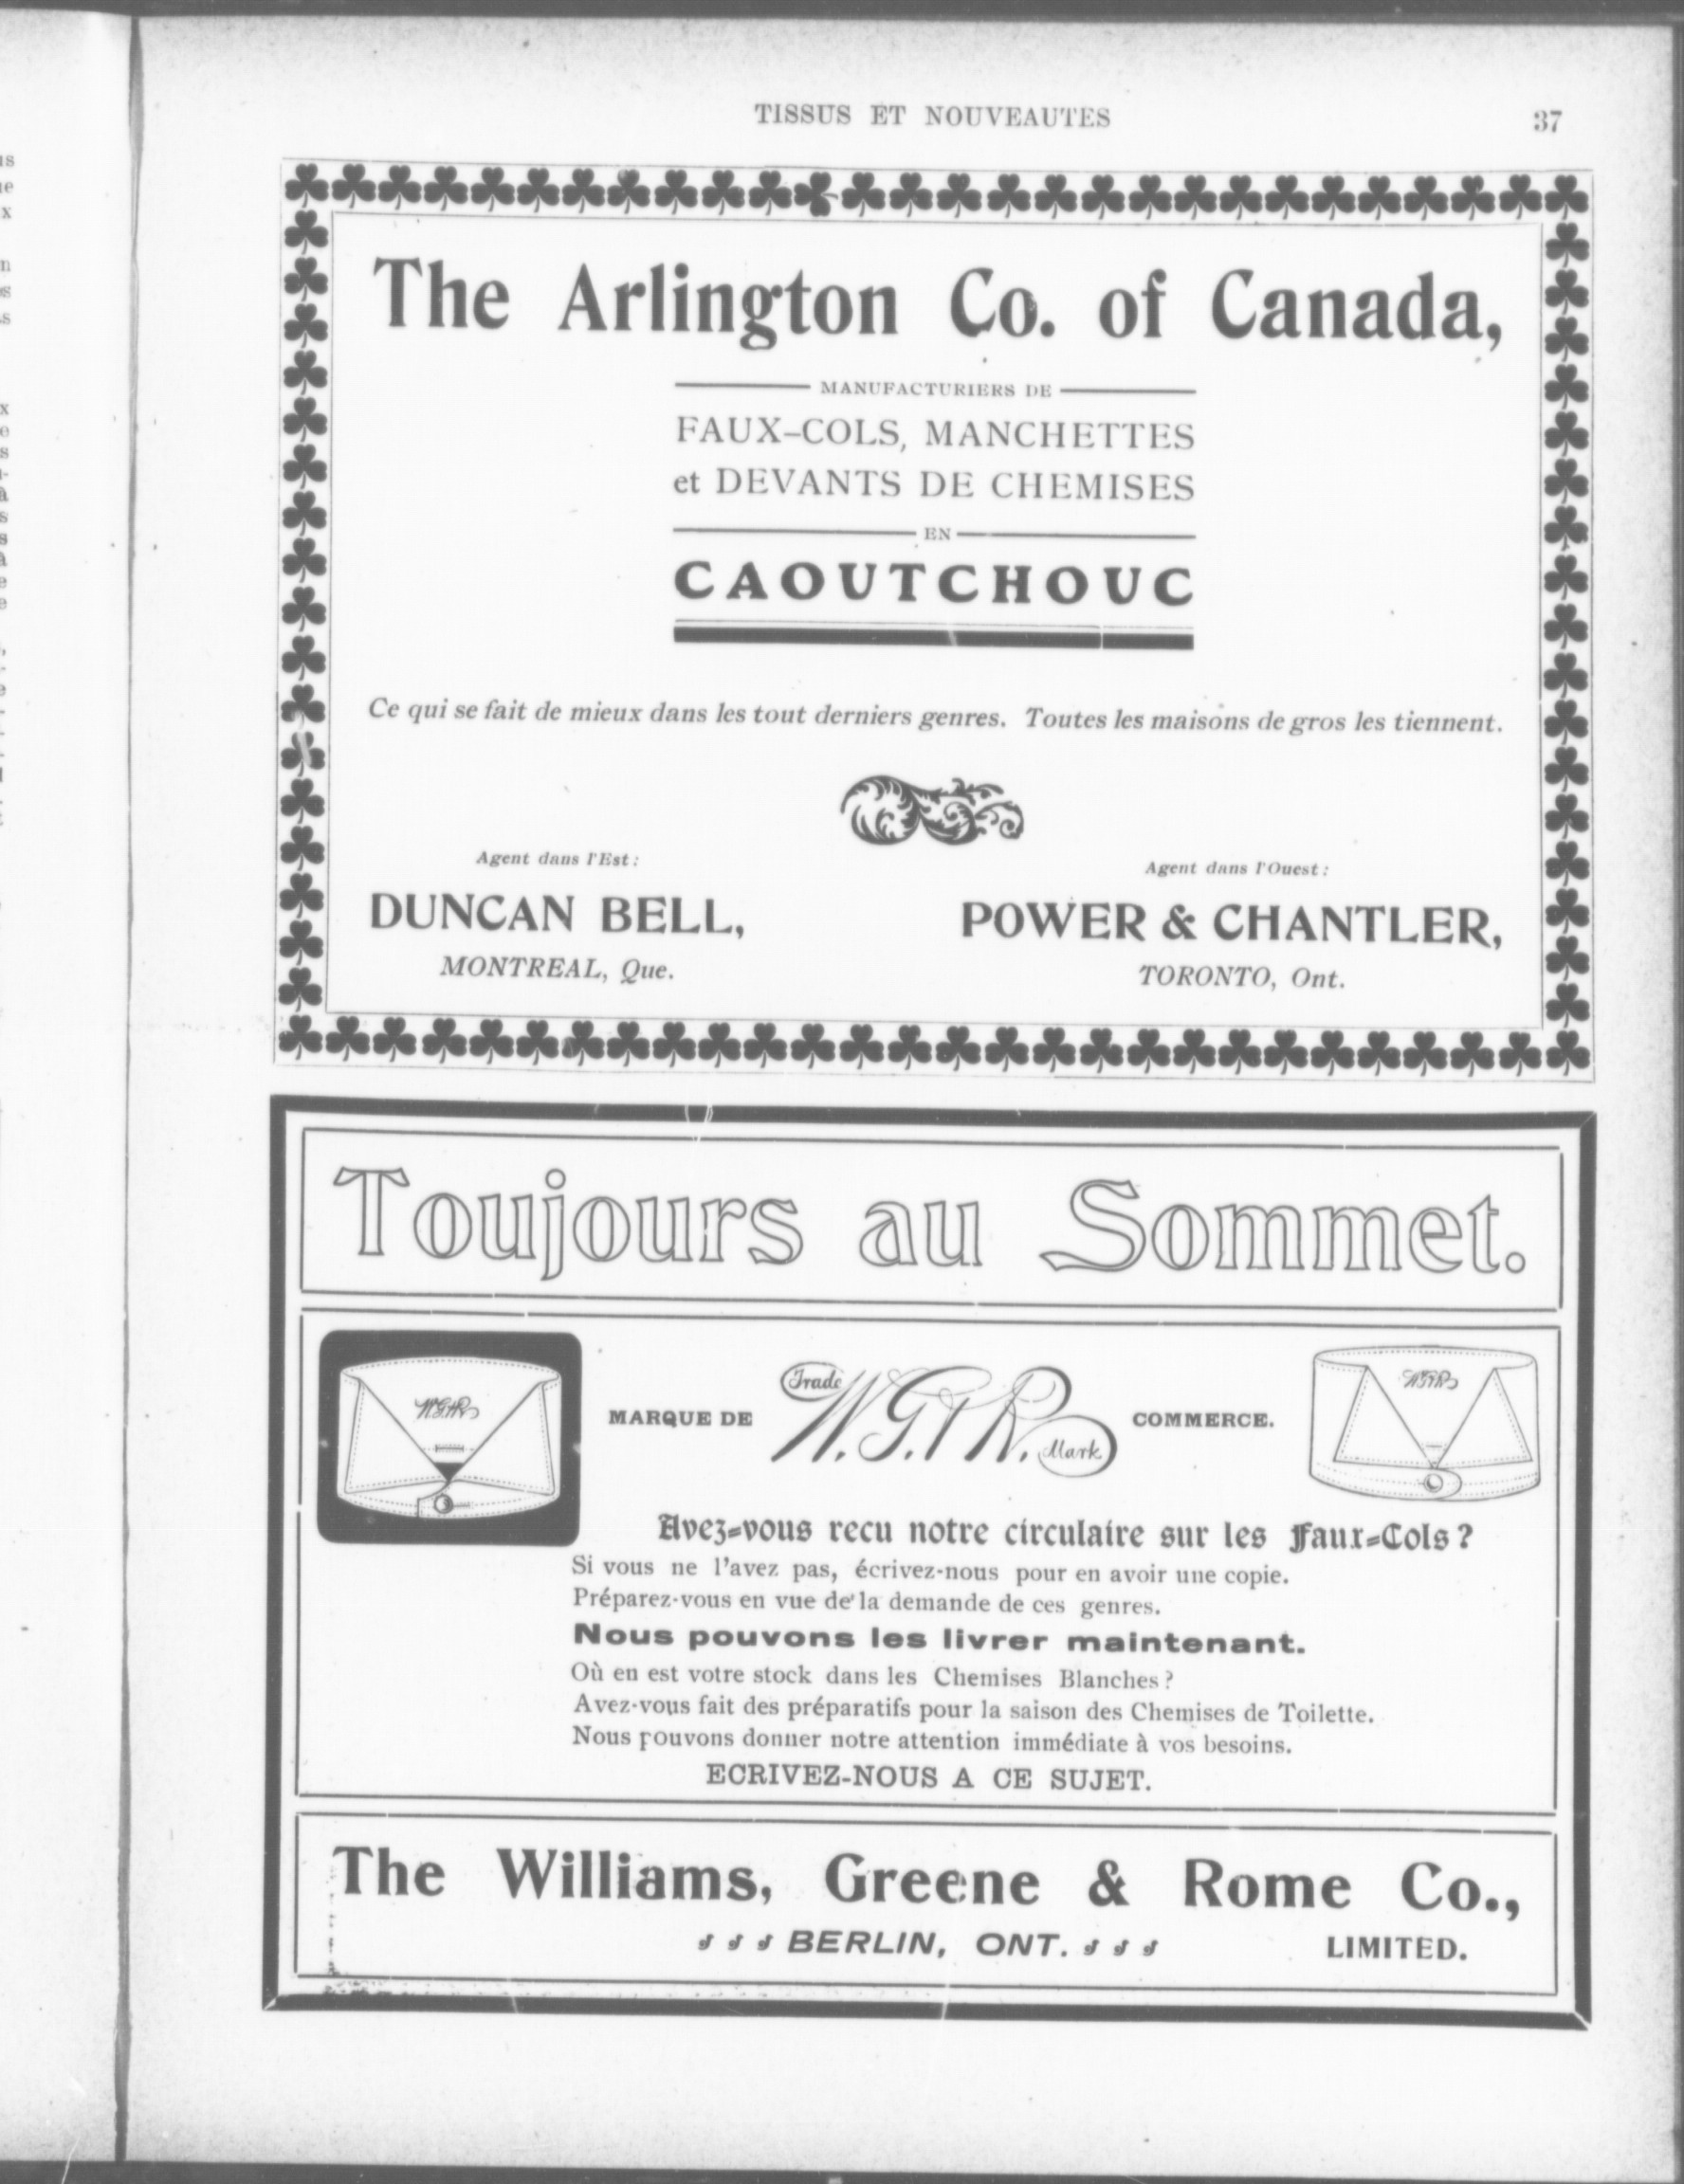 TISSUS ET NOUVEAUTES
37
The Arlington Co. of Canada,
MANUFACTURIERS DE
FAUX-COLS, MANCHETTES
et DEVANTS DE CHEMISES
EN
CAOUTCHOUC
Ce qui se fait de mieux dans les tout derniers genres. Toutes les maisons de gros les tiennent.
Agent dans l'Est:
DUNCAN BELL,
MONTREAL, Que.
Agent dans l'Ouest:
POWER & CHANTLER,
TORONTO, Ont.
Toujours au Sommet.
W.G.&R.
MARQUE DE
Trade
W.G.&R.
Mark
COMMERCE.
W.G.&R.
Avez-vous recu notre circulaire sur les Faux-Cols?
Si vous ne l'avez pas, écrivez-nous pour en avoir une copie.
Préparez-vous en vue de la demande de ces genres.
Nous pouvons les livrer maintenant.
Où en est votre stock dans les Chemises Blanches?
Avez-vous fait des préparatifs pour la saison des Chemises de Toilette.
Nous pouvons donner notre attention immédiate à vos besoins.
ECRIVEZ-NOUS A CE SUJET.
The Williams, Greene & Rome Co.,
BERLIN, ONT.
LIMITED.